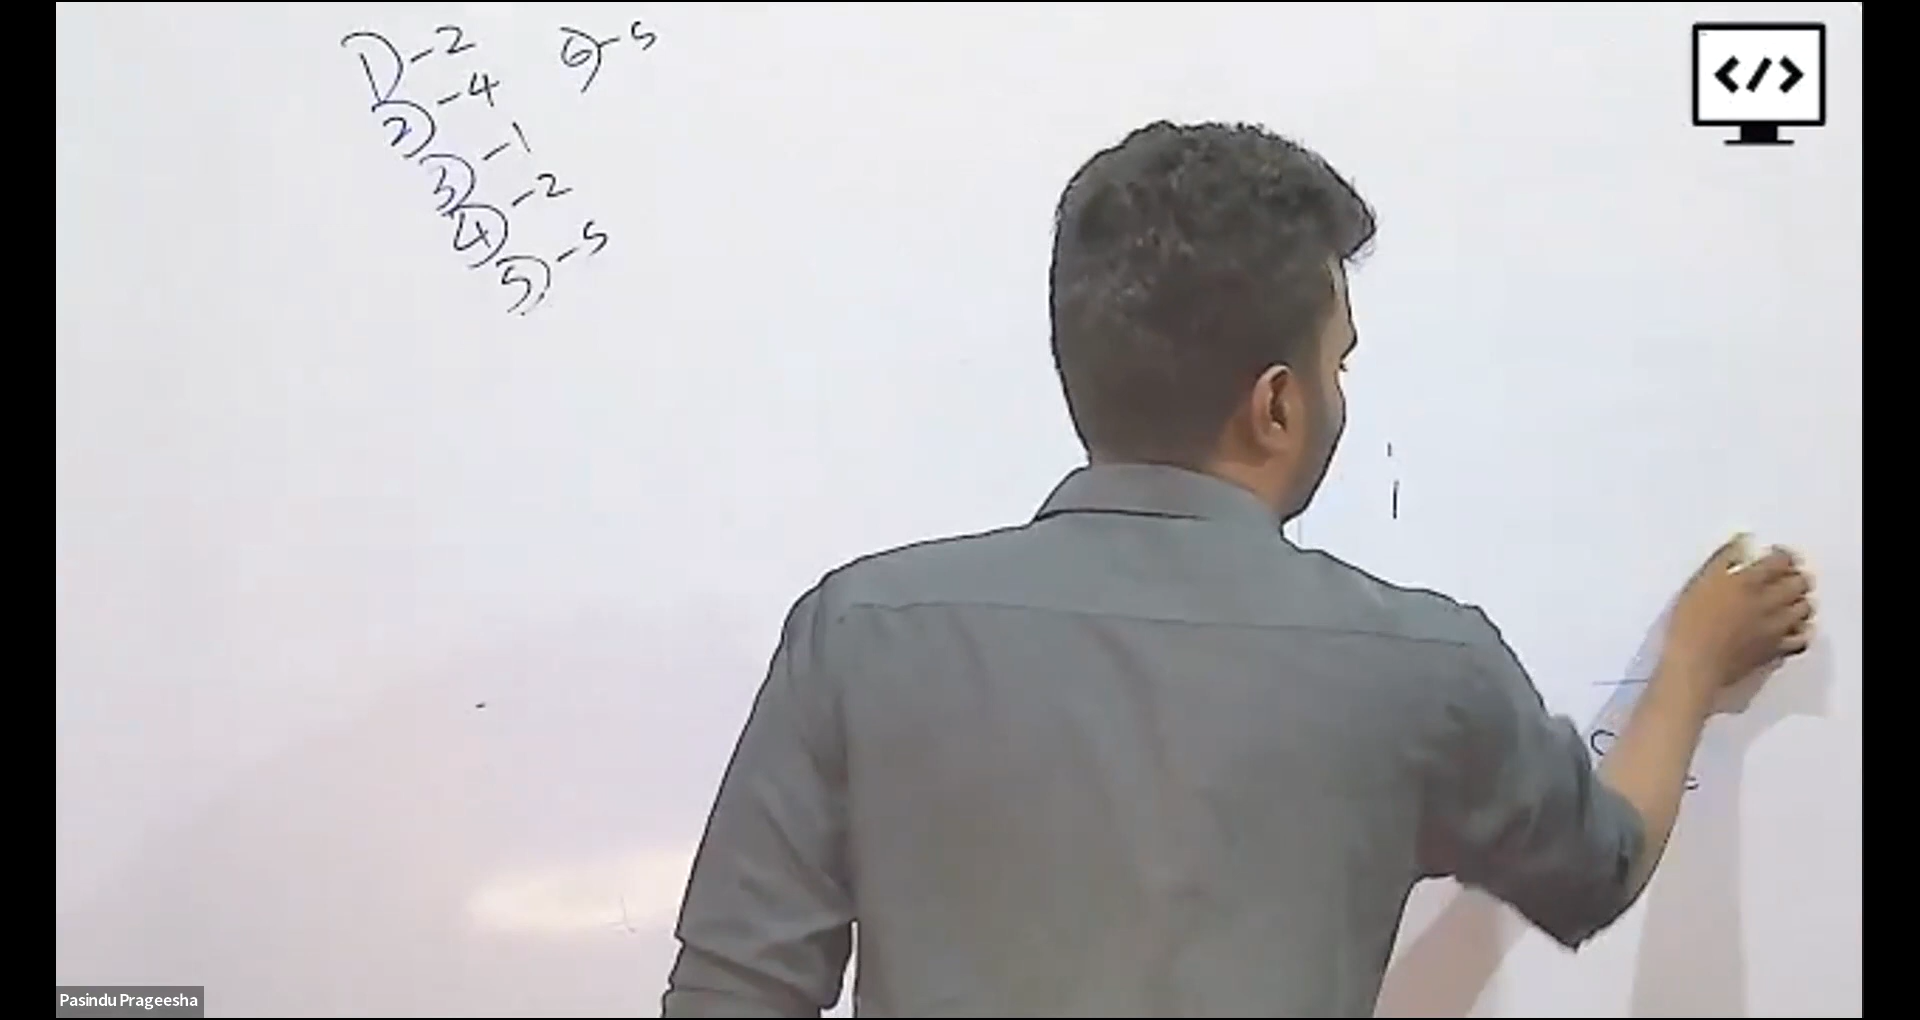 1) - 2
2) - 4
3) - 1
4) - 2
5) - 5
6) - 5
</>
Pasindu Prageesha